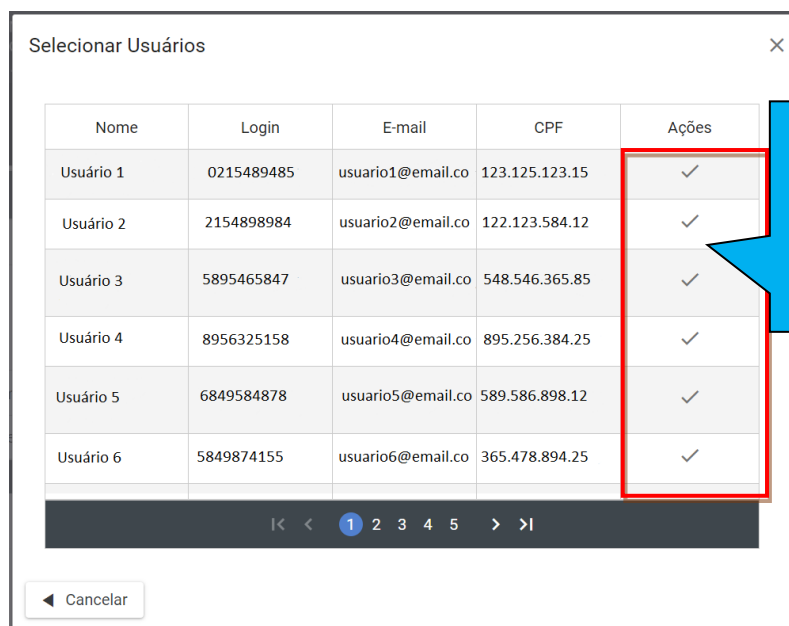 Selecionar Usuários
Nome Login E-mail CPF Ações
Usuário 1 0215489485 usuario1@email.co 123.125.123.15
Usuário 2 2154898984 usuario2@email.co 122.123.584.12
Usuário 3 5895465847 usuario3@email.co 548.546.365.85
Usuário 4 8956325158 usuario4@email.co 895.256.384.25
Usuário 5 6849584878 usuario5@email.co 589.586.898.12
Usuário 6 5849874155 usuario6@email.co 365.478.894.25
1 2 3 4 5
Cancelar